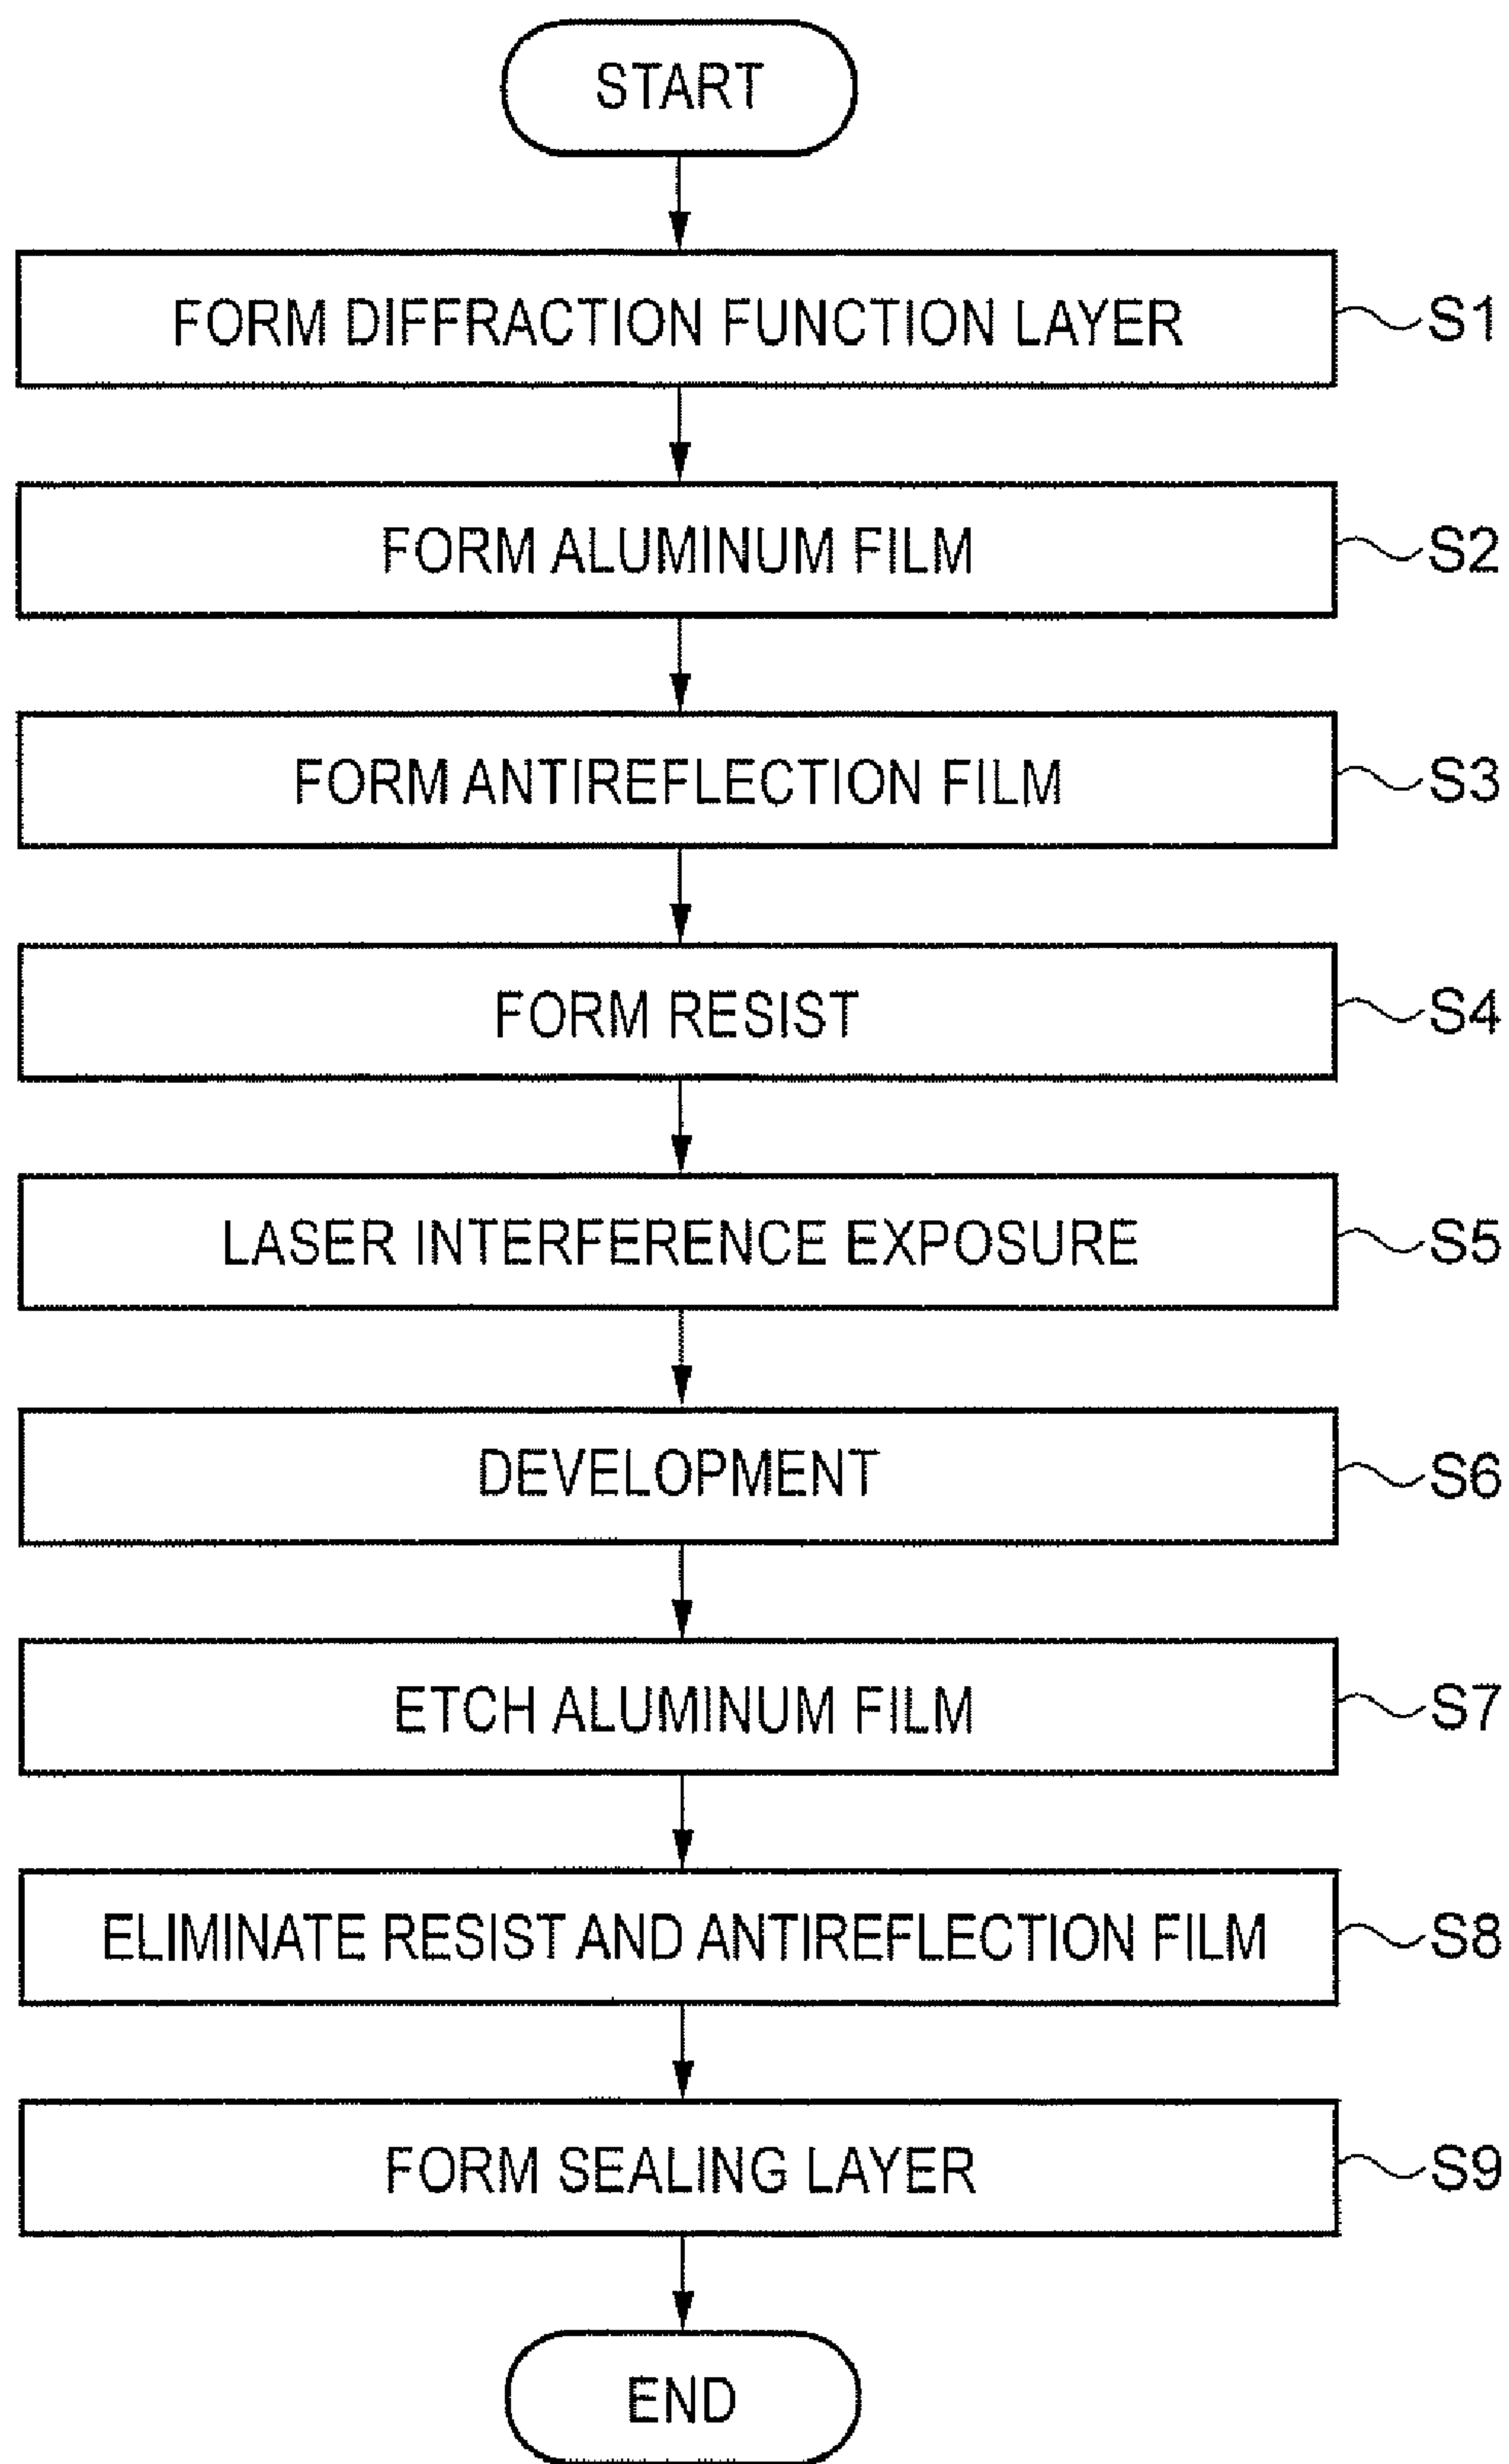 START
FORM DIFFRACTION FUNCTION LAYER S1
FORM ALUMINUM FILM S2
FORM ANTIREFLECTION FILM S3
FORM RESIST S4
LASER INTERFERENCE EXPOSURE S5
DEVELOPMENT S6
ETCH ALUMINUM FILM S7
ELIMINATE RESIST AND ANTIREFLECTION FILM S8
FORM SEALING LAYER S9
END